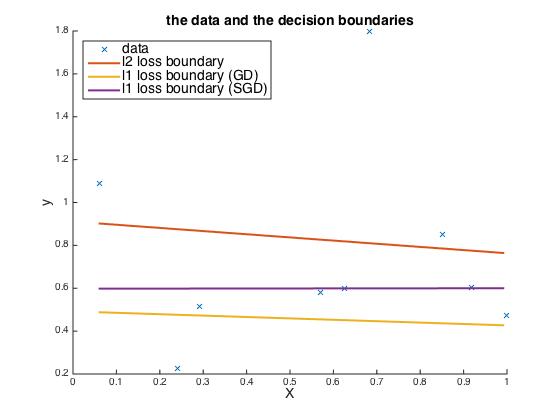 the data and the decision boundaries
1.8
1.6
1.4
1.2
1
0.8
0.6
0.4
0.2
y
data
l2 loss boundary
l1 loss boundary (GD)
l1 loss boundary (SGD)
0 0.1 0.2 0.3 0.4 0.5 0.6 0.7 0.8 0.9 1
X